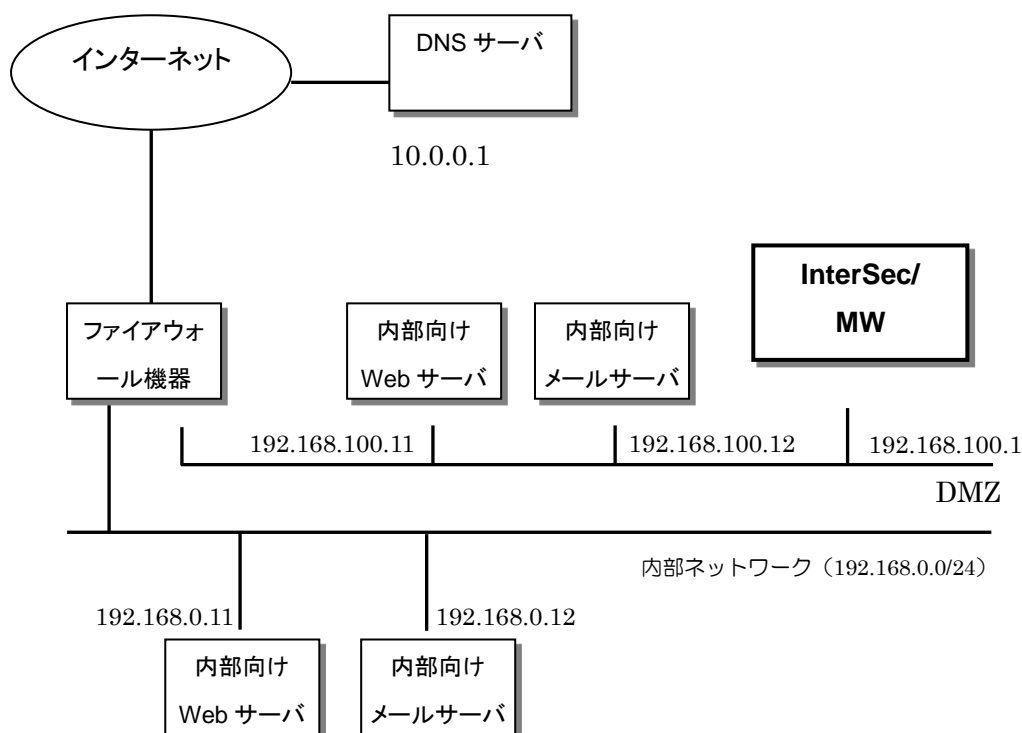 インターネット
DNS サーバ
10.0.0.1
InterSec/
MW
ファイアウォ
ール機器
内部向け
Web サーバ
内部向け
メールサーバ
192.168.100.11
192.168.100.12
192.168.100.1
DMZ
内部ネットワーク（192.168.0.0/24）
192.168.0.11
192.168.0.12
内部向け
Web サーバ
内部向け
メールサーバ